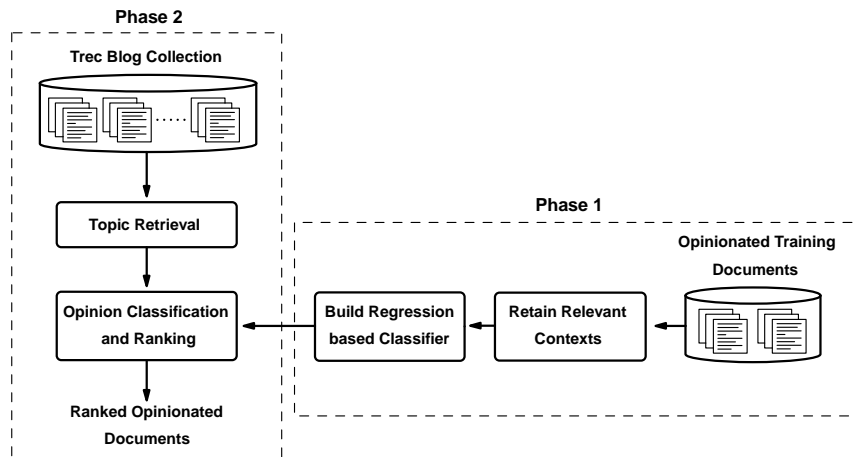 Phase 2
Trec Blog Collection
Topic Retrieval
Opinion Classification
and Ranking
Ranked Opinionated
Documents
Phase 1
Opinionated Training
Documents
Retain Relevant
Contexts
Build Regression
based Classifier